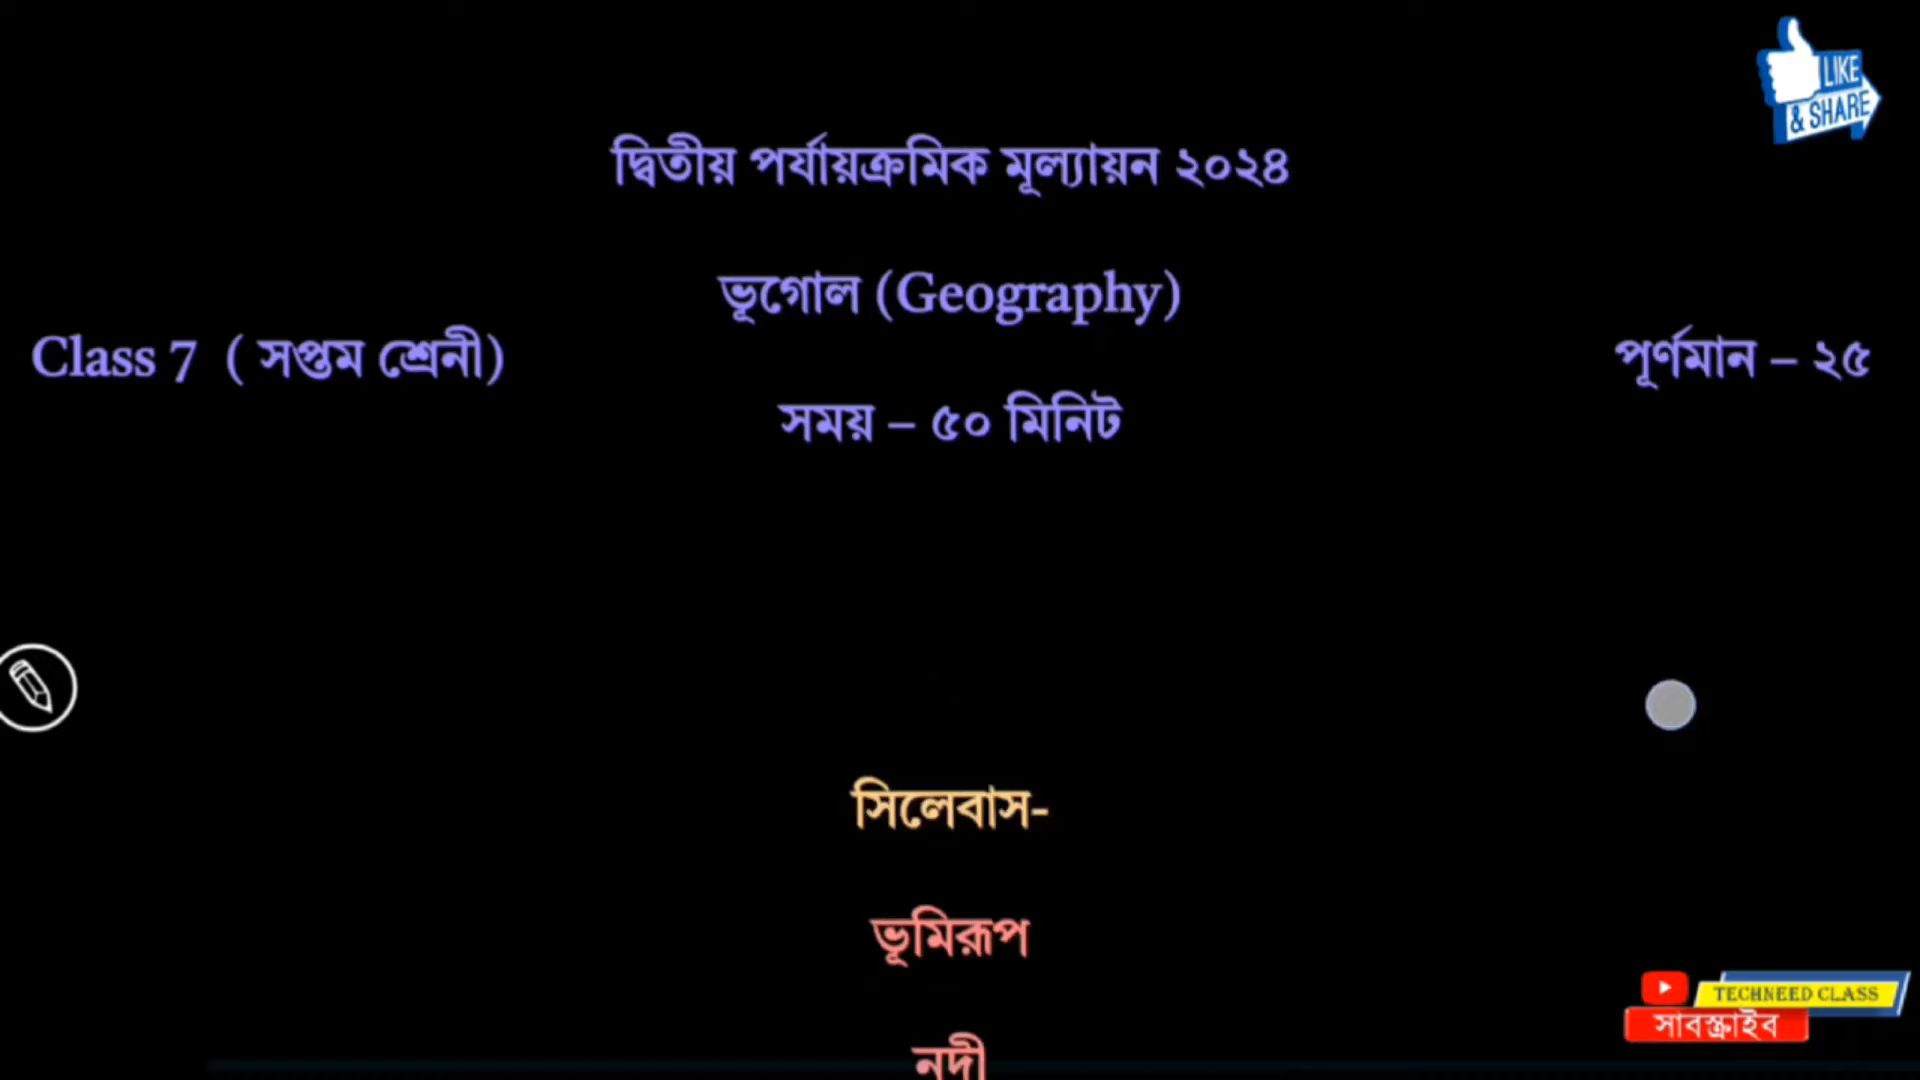 LIKE
& SHARE
দ্বিতীয় পর্যায়ক্রমিক মূল্যায়ন ২০২৪
ভূগোল (Geography)
Class 7 ( সপ্তম শ্রেনী)
পূর্ণমান – ২৫
সময় – ৫০ মিনিট
সিলেবাস-
ভূমিরূপ
নদী
TECHNEED CLASS
সাবস্ক্রাইব